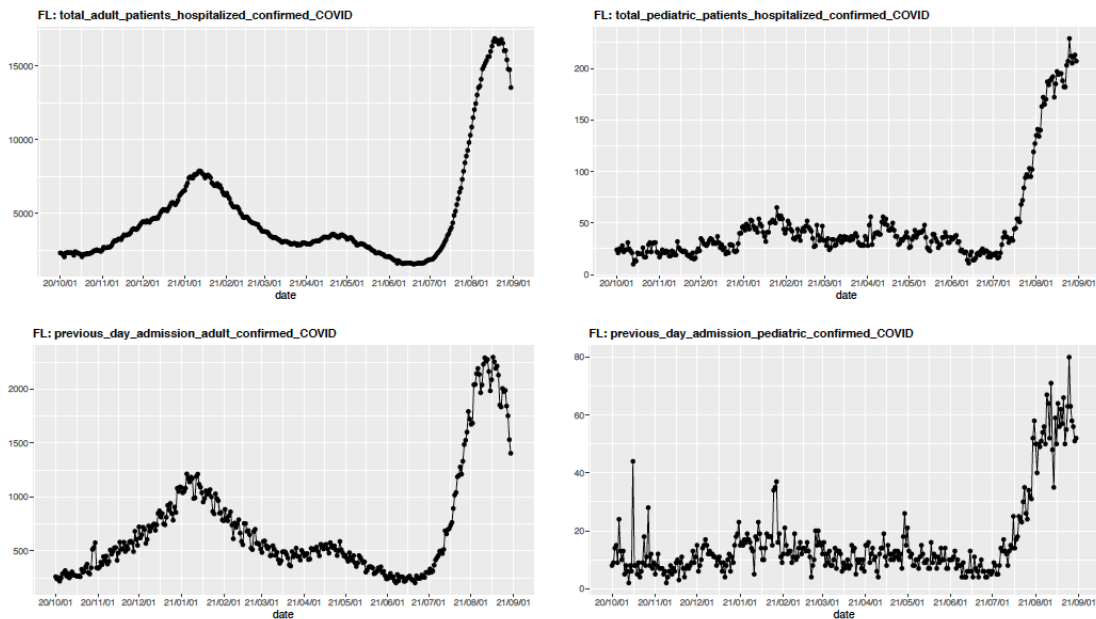 FL: total_adult_patients_hospitalized_confirmed_COVID
15000
10000
5000
20/10/01 20/11/01 20/12/01 21/01/01 21/02/01 21/03/01 21/04/01 21/05/01 21/06/01 21/07/01 21/08/01 21/09/01
date
FL: total_pediatric_patients_hospitalized_confirmed_COVID
200
150
100
50
0
20/10/01 20/11/01 20/12/01 21/01/01 21/02/01 21/03/01 21/04/01 21/05/01 21/06/01 21/07/01 21/08/01 21/09/01
date
FL: previous_day_admission_adult_confirmed_COVID
2000
1500
1000
500
20/10/01 20/11/01 20/12/01 21/01/01 21/02/01 21/03/01 21/04/01 21/05/01 21/06/01 21/07/01 21/08/01 21/09/01
date
FL: previous_day_admission_pediatric_confirmed_COVID
80
60
40
20
0
20/10/01 20/11/01 20/12/01 21/01/01 21/02/01 21/03/01 21/04/01 21/05/01 21/06/01 21/07/01 21/08/01 21/09/01
date